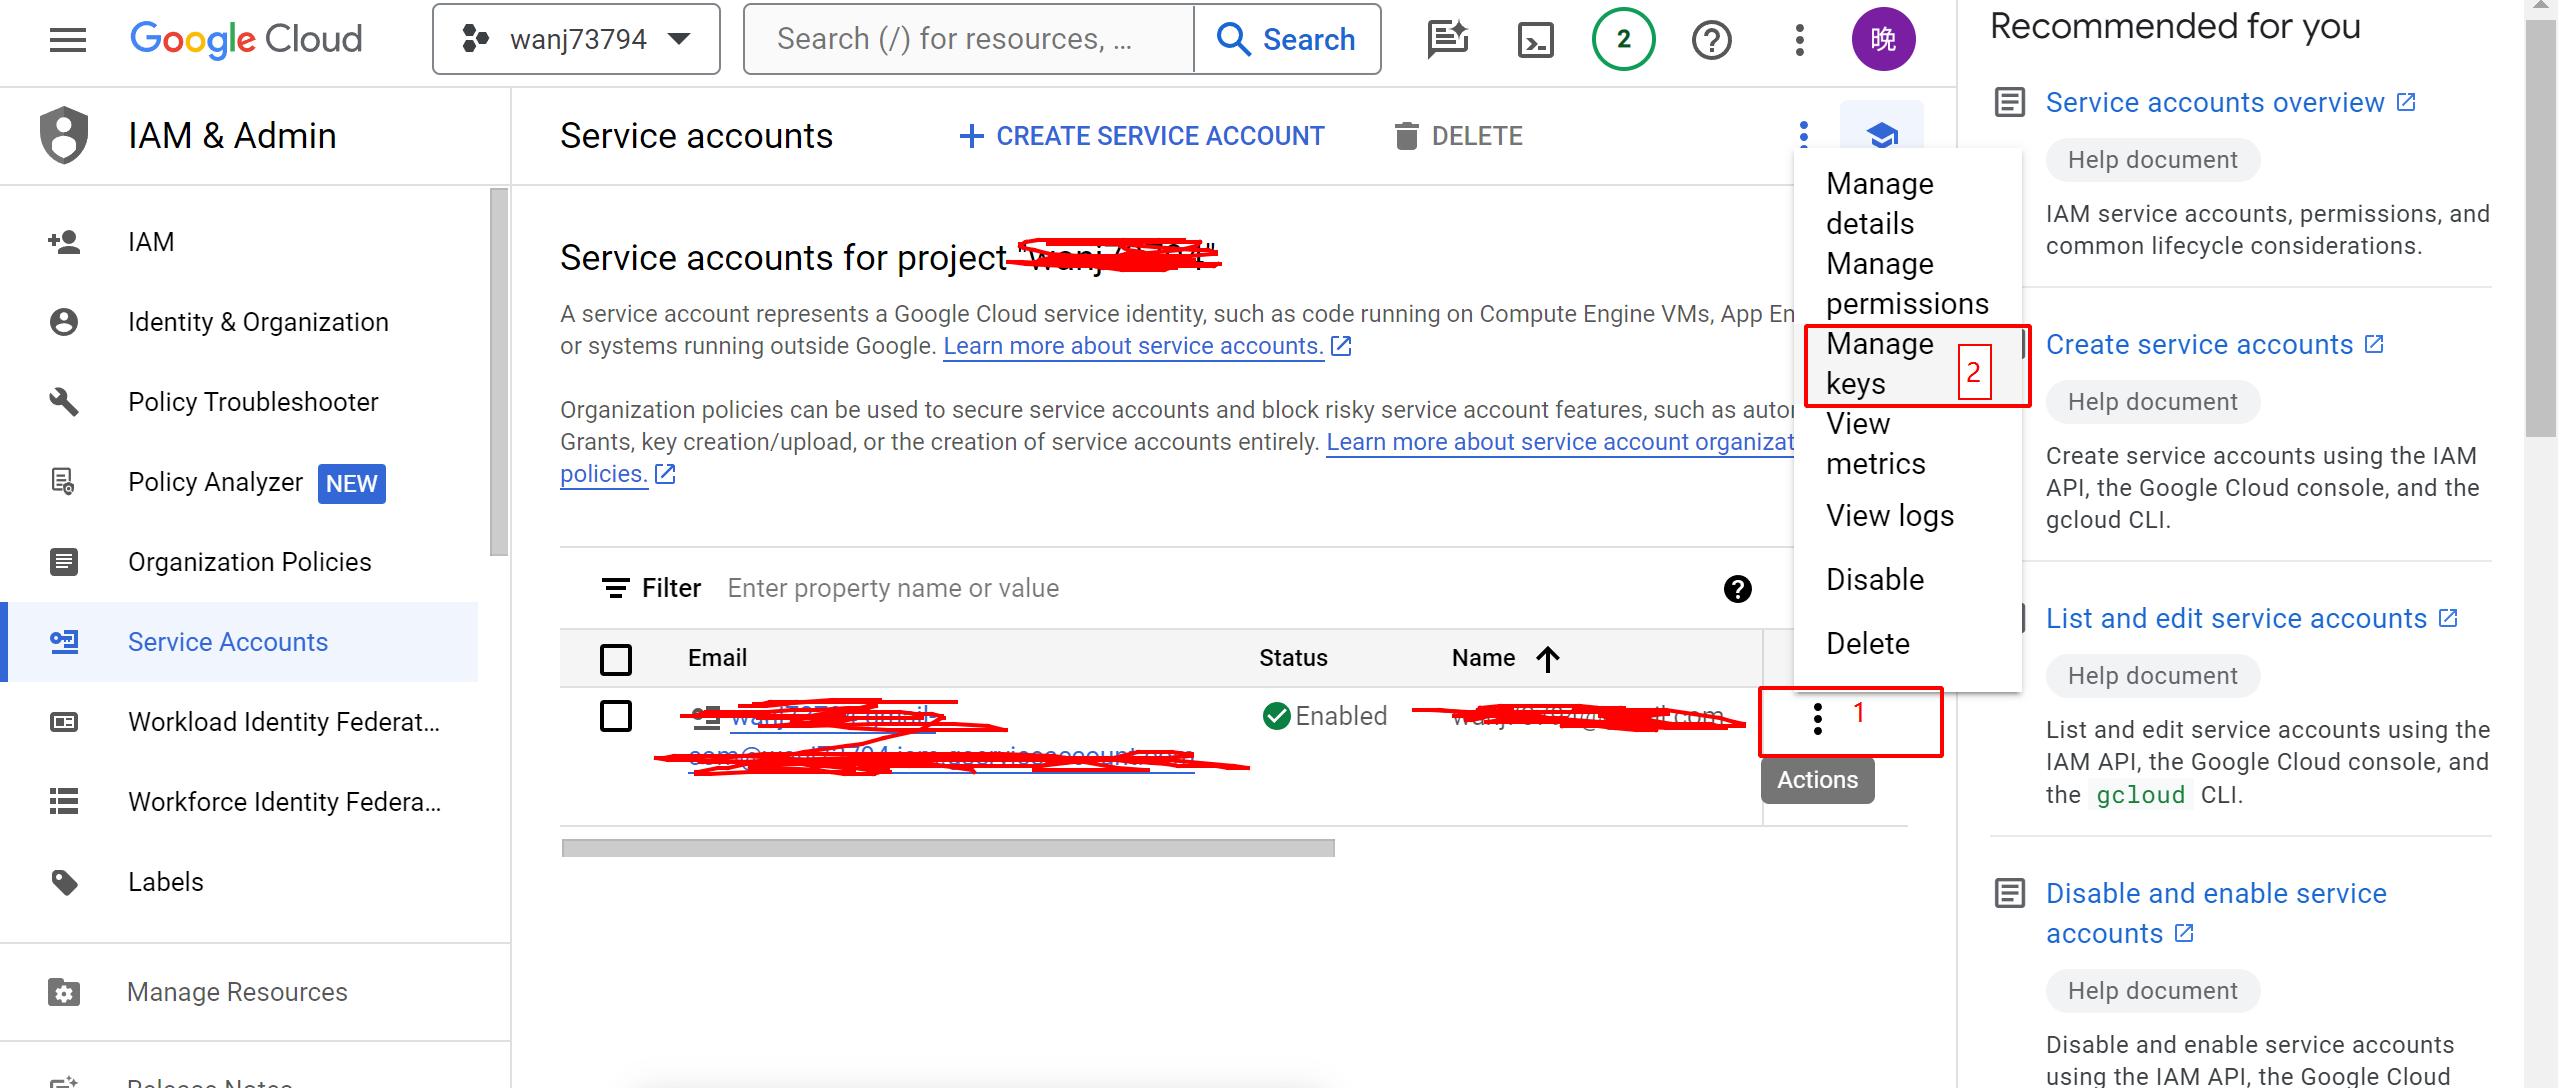 Google Cloud
wanj73794
Search (/) for resources, ...
Search
2
晚
Recommended for you
IAM & Admin
Service accounts
CREATE SERVICE ACCOUNT
DELETE
IAM
Identity & Organization
Policy Troubleshooter
Policy Analyzer NEW
Organization Policies
Service Accounts
Workload Identity Federat...
Workforce Identity Federa...
Labels
Manage Resources
Release Notes
Service accounts for project
A service account represents a Google Cloud service identity, such as code running on Compute Engine VMs, App En
or systems running outside Google. Learn more about service accounts.
Organization policies can be used to secure service accounts and block risky service account features, such as auto
Grants, key creation/upload, or the creation of service accounts entirely. Learn more about service account organizat
policies.
Filter Enter property name or value
Email Status Name
Enabled
1
Actions
Manage
details
Manage
permissions
Manage
keys
2
View
metrics
View logs
Disable
Delete
Service accounts overview
Help document
IAM service accounts, permissions, and
common lifecycle considerations.
Create service accounts
Help document
Create service accounts using the IAM
API, the Google Cloud console, and the
gcloud CLI.
List and edit service accounts
Help document
List and edit service accounts using the
IAM API, the Google Cloud console, and
the gcloud CLI.
Disable and enable service
accounts
Help document
Disable and enable service accounts
using the IAM API, the Google Cloud